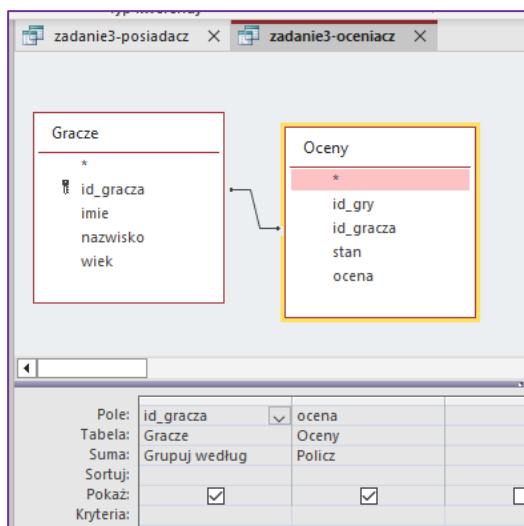 zadanie3-posiadacz
zadanie3-oceniacz
Gracze
*
id_gracza
imie
nazwisko
wiek
Oceny
*
id_gry
id_gracza
stan
ocena
Pole: id_gracza ocena
Tabela: Gracze Oceny
Suma: Grupuj według Policz
Sortuj:
Pokaż:
Kryteria: